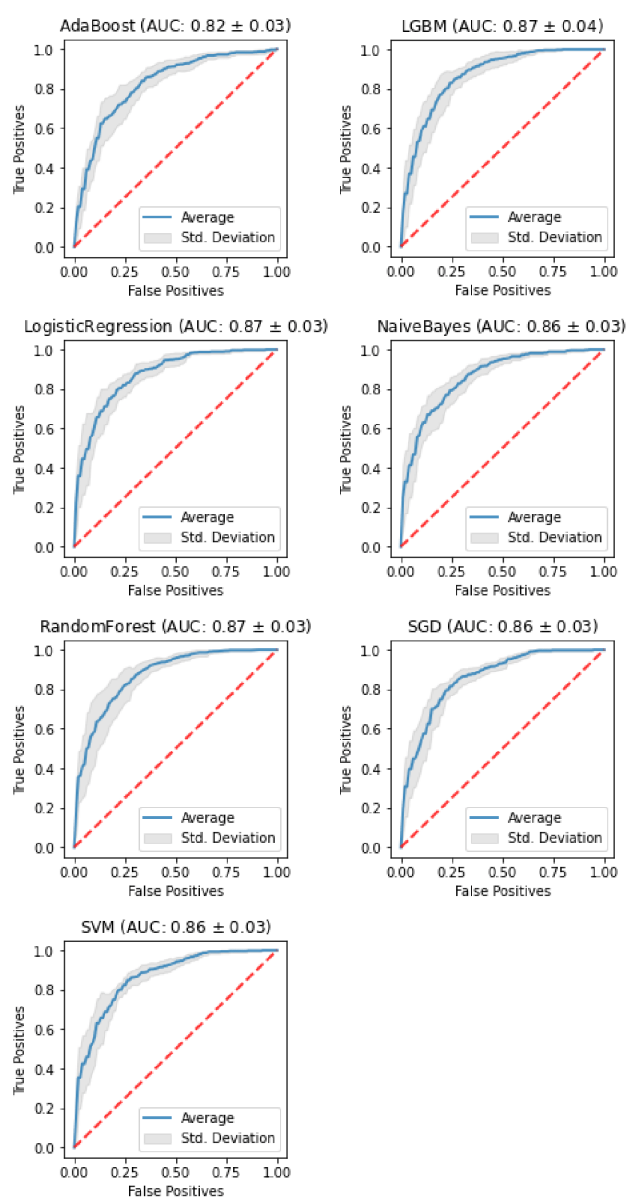 AdaBoost (AUC: 0.82 ± 0.03)
1.0
0.8
0.6
0.4
0.2
0.0
True Positives
Average
Std. Deviation
0.00 0.25 0.50 0.75 1.00
False Positives
LGBM (AUC: 0.87 ± 0.04)
1.0
0.8
0.6
0.4
0.2
0.0
True Positives
Average
Std. Deviation
0.00 0.25 0.50 0.75 1.00
False Positives
LogisticRegression (AUC: 0.87 ± 0.03)
1.0
0.8
0.6
0.4
0.2
0.0
True Positives
Average
Std. Deviation
0.00 0.25 0.50 0.75 1.00
False Positives
NaiveBayes (AUC: 0.86 ± 0.03)
1.0
0.8
0.6
0.4
0.2
0.0
True Positives
Average
Std. Deviation
0.00 0.25 0.50 0.75 1.00
False Positives
RandomForest (AUC: 0.87 ± 0.03)
1.0
0.8
0.6
0.4
0.2
0.0
True Positives
Average
Std. Deviation
0.00 0.25 0.50 0.75 1.00
False Positives
SGD (AUC: 0.86 ± 0.03)
1.0
0.8
0.6
0.4
0.2
0.0
True Positives
Average
Std. Deviation
0.00 0.25 0.50 0.75 1.00
False Positives
SVM (AUC: 0.86 ± 0.03)
1.0
0.8
0.6
0.4
0.2
0.0
True Positives
Average
Std. Deviation
0.00 0.25 0.50 0.75 1.00
False Positives